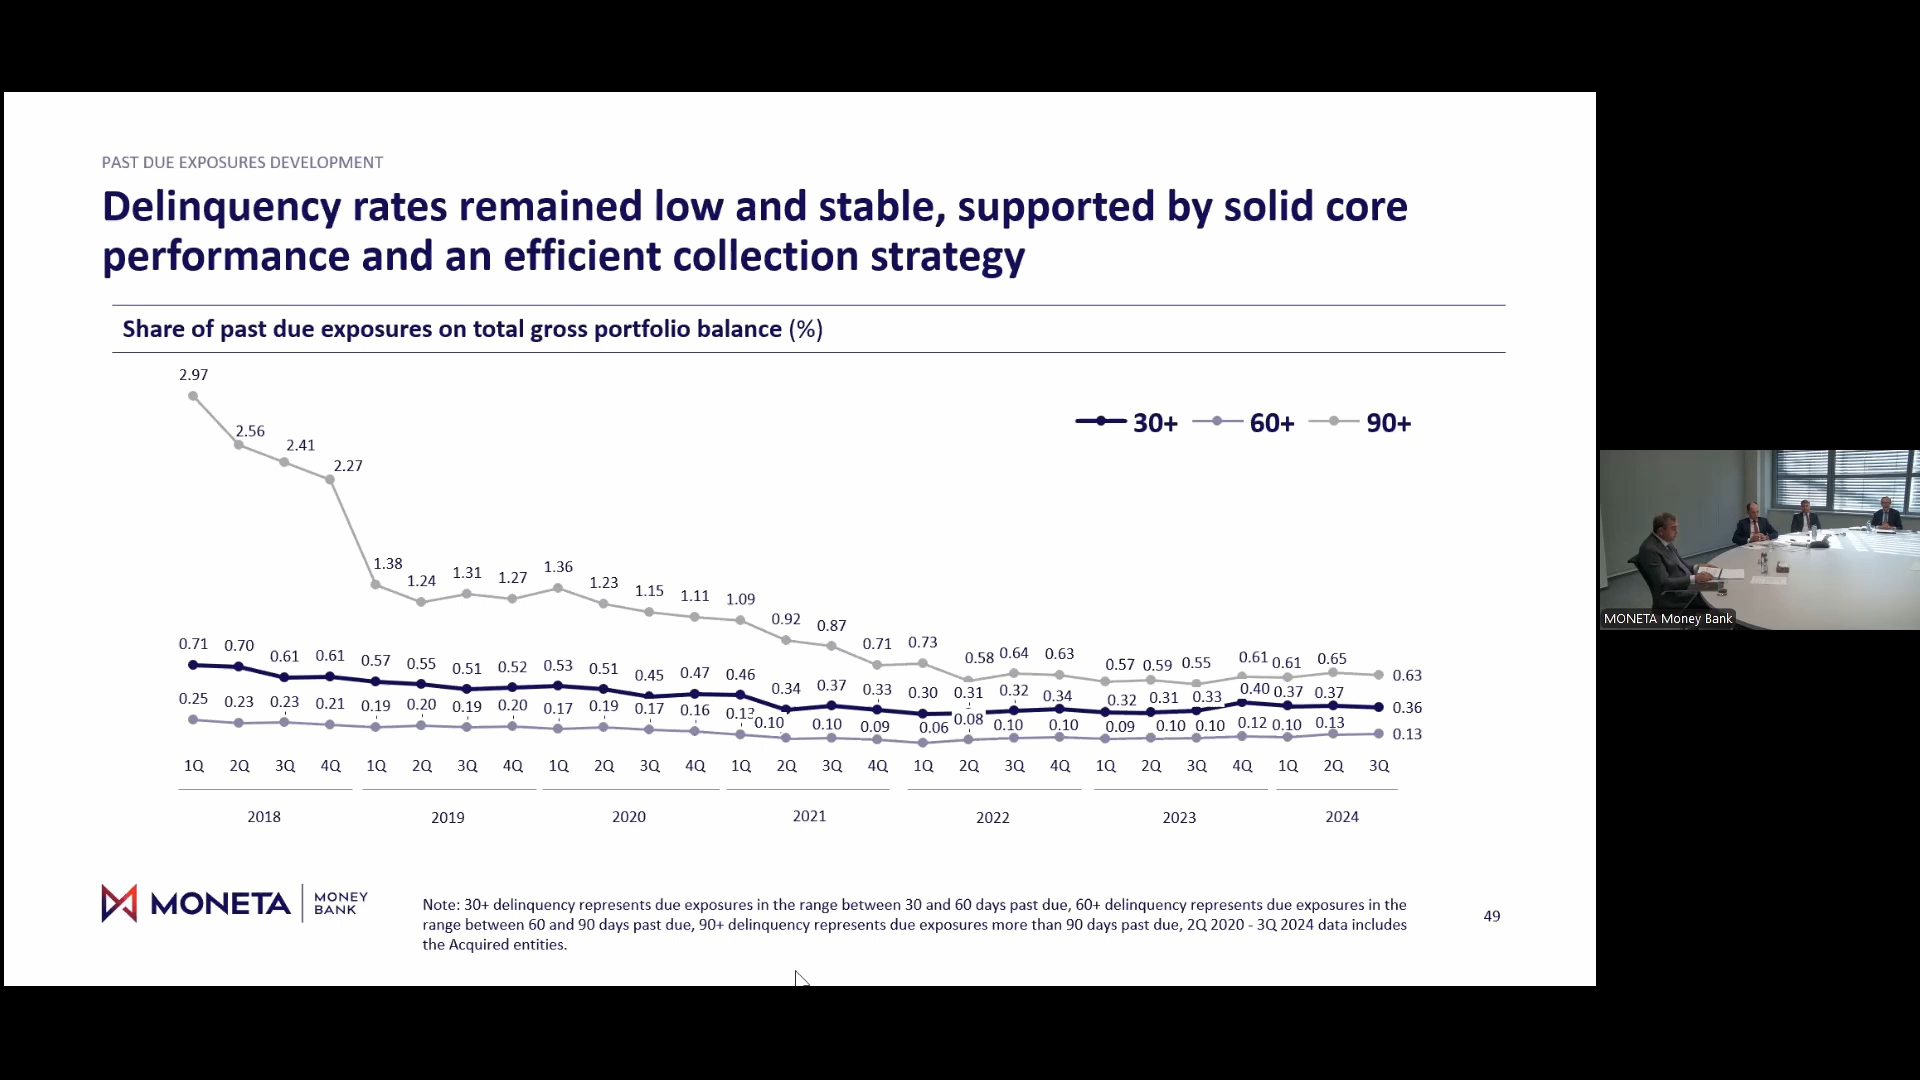 PAST DUE EXPOSURES DEVELOPMENT
Delinquency rates remained low and stable, supported by solid core
performance and an efficient collection strategy
Share of past due exposures on total gross portfolio balance (%)
30+ 60+ 90+
2.97 2.56 2.41 2.27 1.38 1.24 1.31 1.27 1.36 1.23 1.15 1.11 1.09 0.92 0.87 0.71 0.73 0.58 0.64 0.63 0.57 0.59 0.55 0.61 0.61 0.65 0.63
0.71 0.70 0.61 0.61 0.57 0.55 0.51 0.52 0.53 0.51 0.45 0.47 0.46 0.34 0.37 0.33 0.30 0.31 0.32 0.34 0.32 0.31 0.33 0.40 0.37 0.37 0.36
0.25 0.23 0.23 0.21 0.19 0.20 0.19 0.20 0.17 0.19 0.17 0.16 0.13 0.10 0.10 0.09 0.06 0.08 0.10 0.10 0.09 0.10 0.10 0.12 0.10 0.13 0.13
1Q 2Q 3Q 4Q 1Q 2Q 3Q 4Q 1Q 2Q 3Q 4Q 1Q 2Q 3Q 4Q 1Q 2Q 3Q 4Q 1Q 2Q 3Q 4Q 1Q 2Q 3Q
2018 2019 2020 2021 2022 2023 2024
MONETA MONEY
BANK
Note: 30+ delinquency represents due exposures in the range between 30 and 60 days past due, 60+ delinquency represents due exposures in the
range between 60 and 90 days past due, 90+ delinquency represents due exposures more than 90 days past due, 2Q 2020 - 3Q 2024 data includes
the Acquired entities.
49
MONETA Money Bank